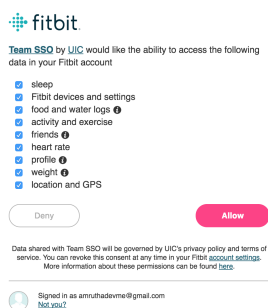 fitbit.
Team SSO by UIC would like the ability to access the following
data in your Fitbit account
sleep
Fitbit devices and settings
food and water logs
activity and exercise
friends
heart rate
profile
weight
location and GPS
Deny Allow
Data shared with Team SSO will be governed by UIC's privacy policy and terms of
service. You can revoke this consent at any time in your Fitbit account settings.
More information about these permissions can be found here.
Signed in as amruthadevme@gmail.com
Not you?